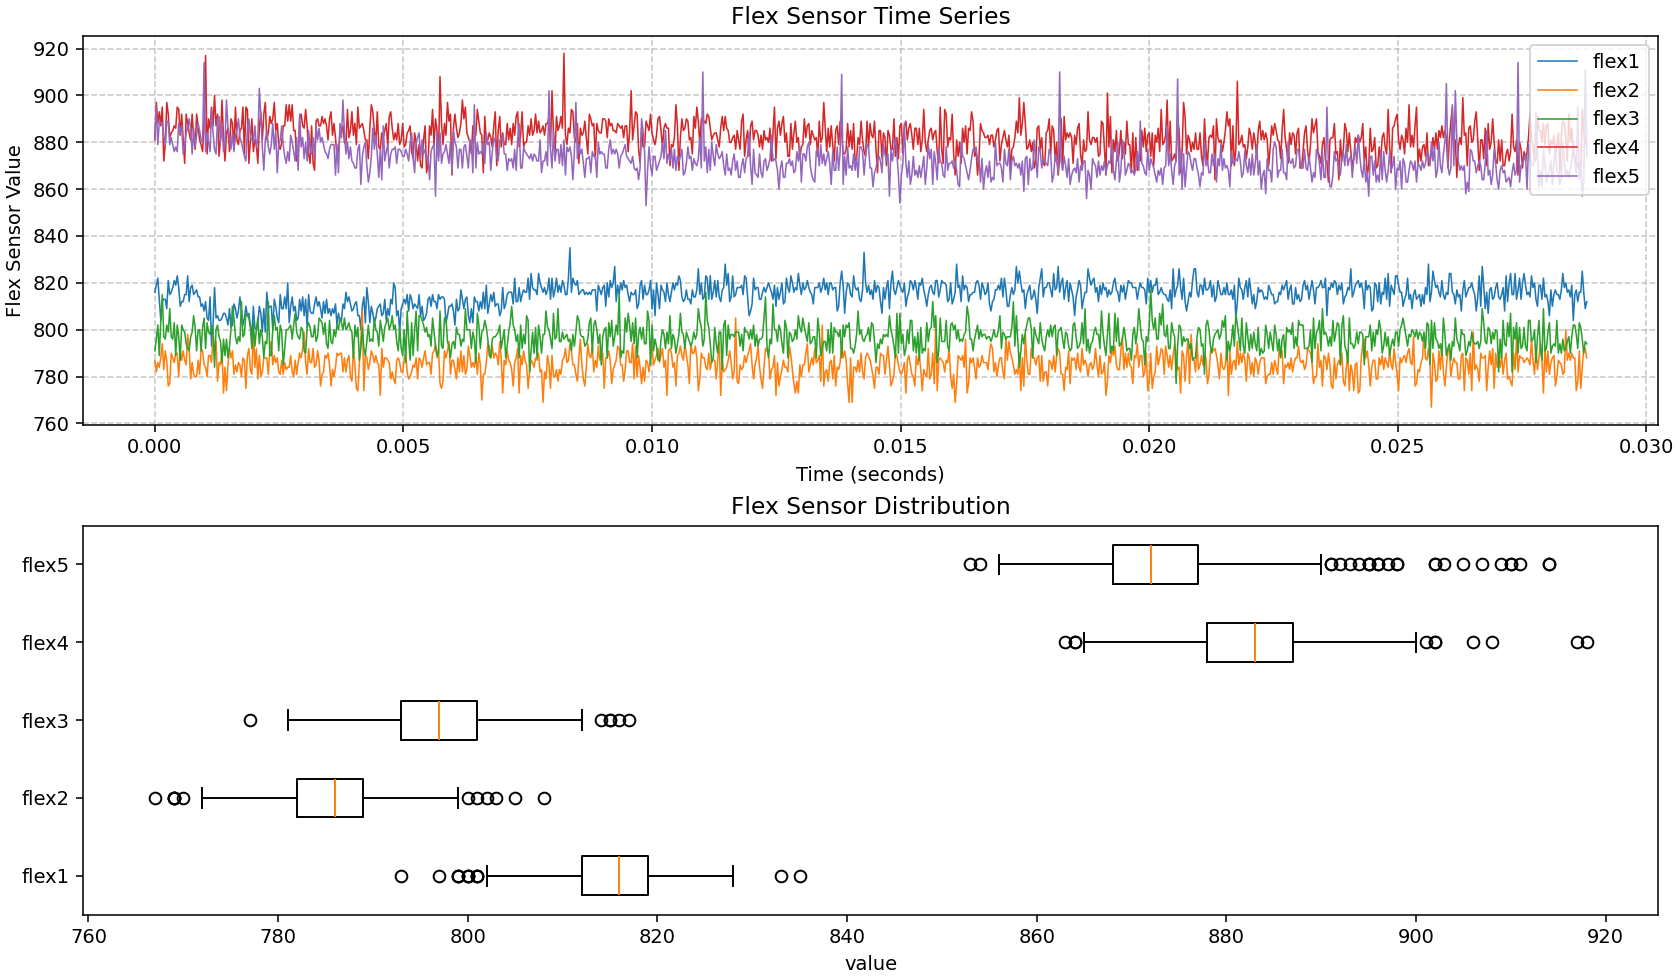 Flex Sensor Time Series
Flex Sensor Value
920
900
880
860
840
820
800
780
760
flex1
flex2
flex3
flex4
flex5
0.000 0.005 0.010 0.015 0.020 0.025 0.030
Time (seconds)
Flex Sensor Distribution
flex5
flex4
flex3
flex2
flex1
760 780 800 820 840 860 880 900 920
value